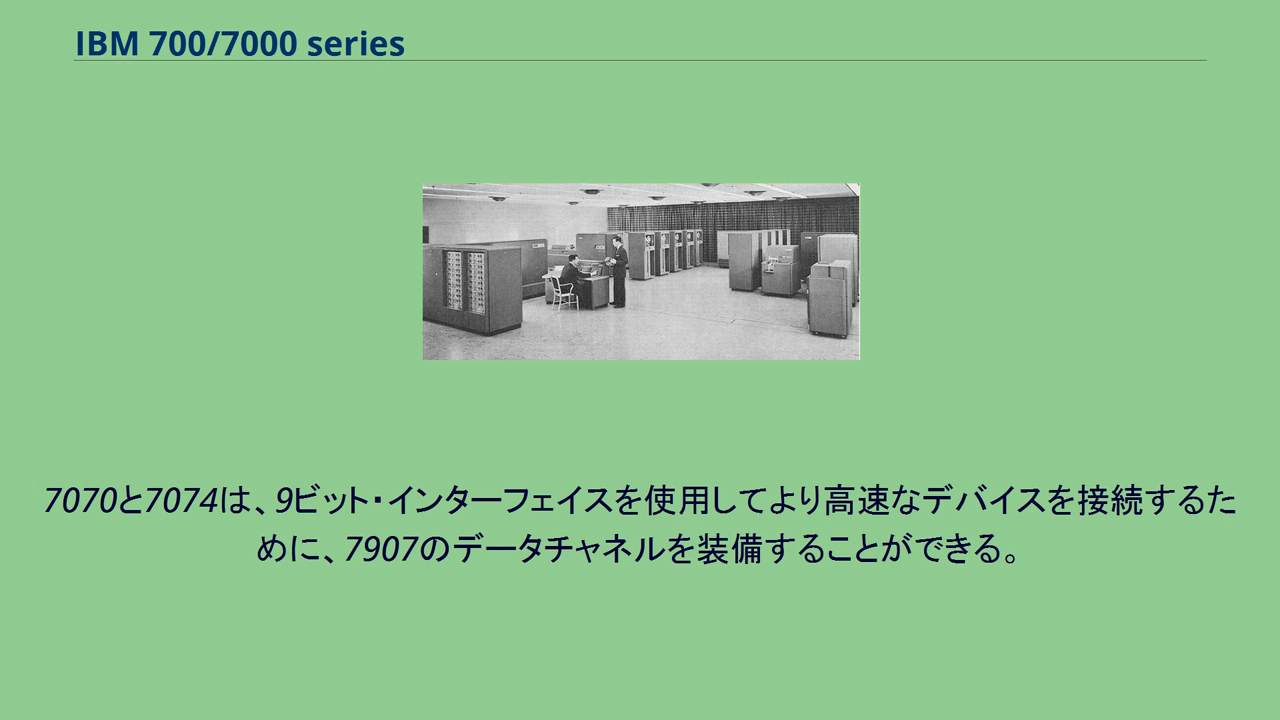 IBM 700/7000 series
7070と7074は、9ビット・インターフェイスを使用してより高速なデバイスを接続するた
めに、7907のデータチャネルを装備することができる。